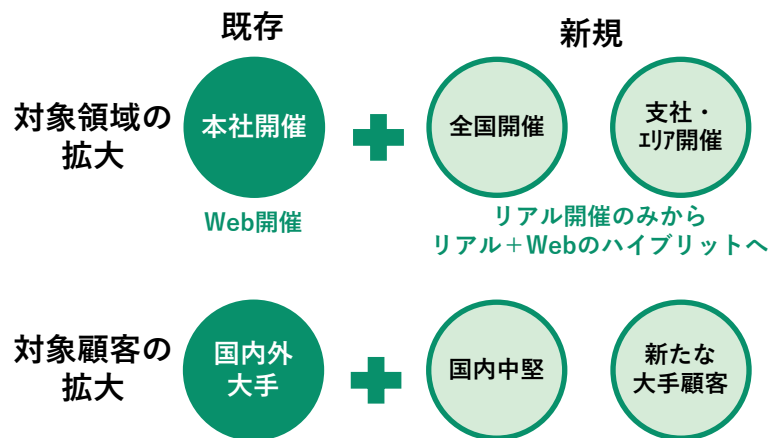 既存
新規
対象領域の
拡大
本社開催
全国開催
支社・
エリア開催
Web開催
リアル開催のみから
リアル＋Webのハイブリットへ
対象顧客の
拡大
国内外
大手
国内中堅
新たな
大手顧客